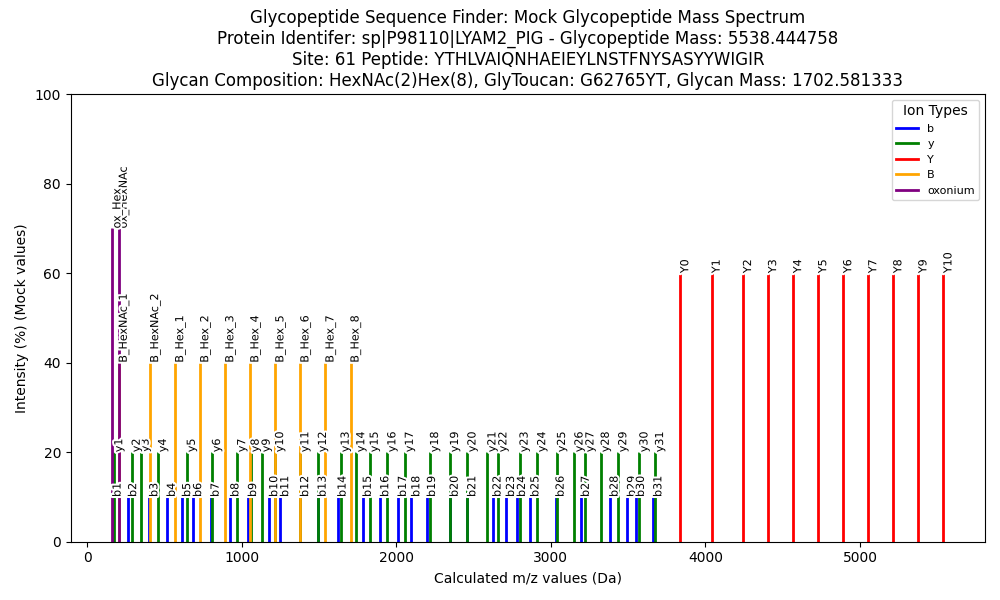 Glycopeptide Sequence Finder: Mock Glycopeptide Mass Spectrum
Protein Identifer: sp|P98110|LYAM2_PIG - Glycopeptide Mass: 5538.444758
Site: 61 Peptide: YTHLVAIQNHAEIEYLNSTFNYSASYYWIGIR
Glycan Composition: HexNAc(2)Hex(8), GlyToucan: G62765YT, Glycan Mass: 1702.581333
Intensity (%) (Mock values)
100
80
60
40
20
0
Ion Types
b
y
Y
B
oxonium
ox_Hex
ox_HexNAc
Y0
Y1
Y2
Y3
Y4
Y5
Y6
Y7
Y8
Y9
Y10
B_HexNAc_1
B_HexNAc_2
B_Hex_1
B_Hex_2
B_Hex_3
B_Hex_4
B_Hex_5
B_Hex_6
B_Hex_7
B_Hex_8
y1
y2
y3
y4
y5
y6
y7
y8
y9
y10
y11
y12
y13
y14
y15
y16
y17
y18
y19
y20
y21
y22
y23
y24
y25
y26
y27
y28
y29
y30
y31
b1
b2
b3
b4
b5
b6
b7
b8
b9
b10
b11
b12
b13
b14
b15
b16
b17
b18
b19
b20
b21
b22
b23
b24
b25
b26
b27
b28
b29
b30
b31
0
1000
2000
3000
4000
5000
Calculated m/z values (Da)